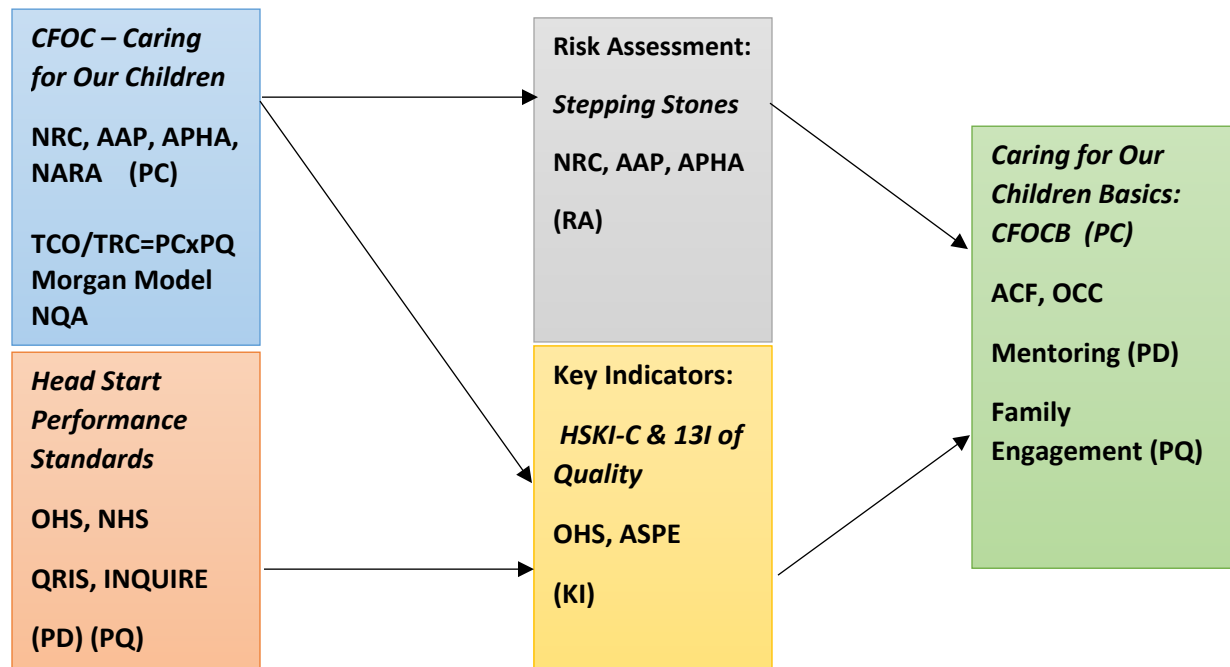 CFOC – Caring
for Our Children
NRC, AAP, APHA,
NARA (PC)
TCO/TRC=PCxPQ
Morgan Model
NQA
Head Start
Performance
Standards
OHS, NHS
QRIS, INQUIRE
(PD) (PQ)
Risk Assessment:
Stepping Stones
NRC, AAP, APHA
(RA)
Key Indicators:
HSKI-C & 13I of
Quality
OHS, ASPE
(KI)
Caring for Our
Children Basics:
CFOCB (PC)
ACF, OCC
Mentoring (PD)
Family
Engagement (PQ)